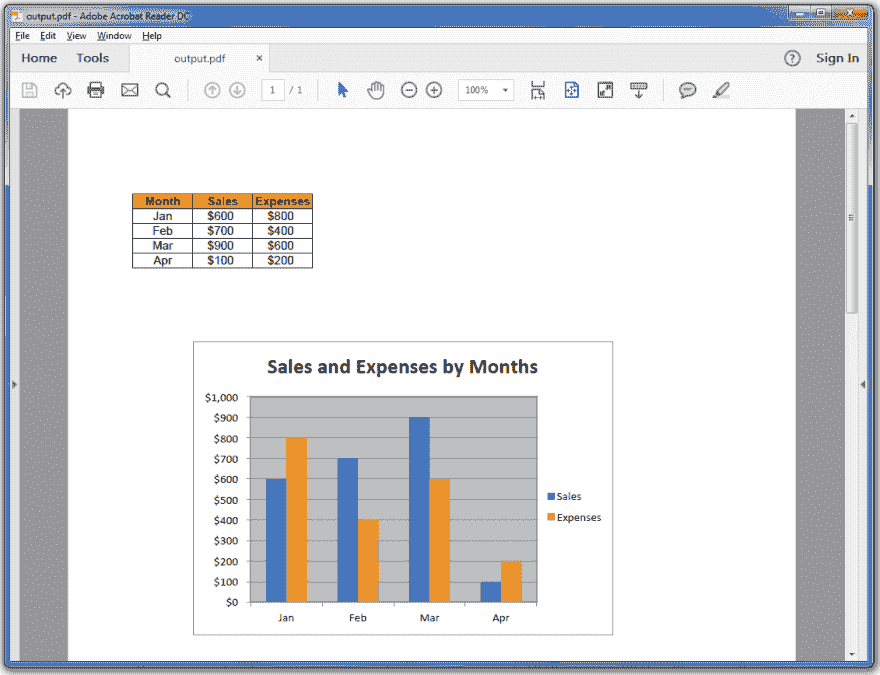 output.pdf - Adobe Acrobat Reader DC
File Edit View Window Help
Home Tools output.pdf × ? Sign In
1 / 1 100%
Month Sales Expenses
Jan $600 $800
Feb $700 $400
Mar $900 $600
Apr $100 $200
Sales and Expenses by Months
$1,000
$900
$800
$700
$600
$500
$400
$300
$200
$100
$0
Jan Feb Mar Apr
Sales
Expenses